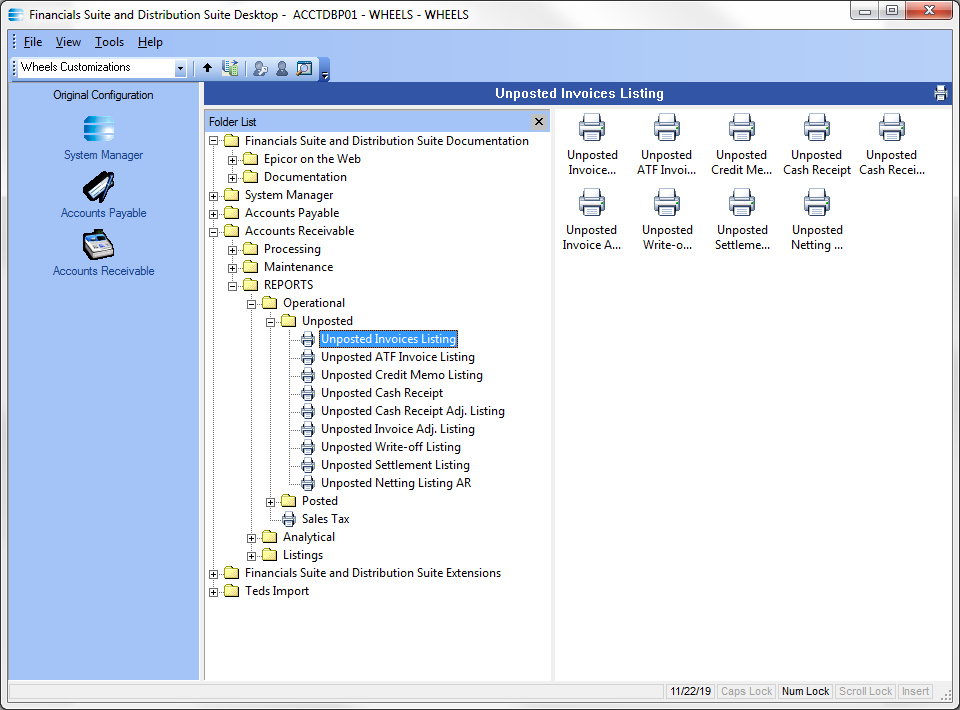 Financials Suite and Distribution Suite Desktop -  ACCTDBP01 - WHEELS - WHEELS
File View Tools Help
Wheels Customizations
Original Configuration
System Manager
Accounts Payable
Accounts Receivable
Unposted Invoices Listing
Folder List
Financials Suite and Distribution Suite Documentation
Epicor on the Web
Documentation
System Manager
Accounts Payable
Accounts Receivable
Processing
Maintenance
REPORTS
Operational
Unposted
Unposted Invoices Listing
Unposted ATF Invoice Listing
Unposted Credit Memo Listing
Unposted Cash Receipt
Unposted Cash Receipt Adj. Listing
Unposted Invoice Adj. Listing
Unposted Write-off Listing
Unposted Settlement Listing
Unposted Netting Listing AR
Posted
Sales Tax
Analytical
Listings
Financials Suite and Distribution Suite Extensions
Teds Import
Unposted Unposted Unposted Unposted Unposted
Invoice... ATF Invoi... Credit Me... Cash Receipt Cash Recei...
Unposted Unposted Unposted Unposted
Invoice A... Write-o... Settleme... Netting ...
11/22/19 Caps Lock Num Lock Scroll Lock Insert